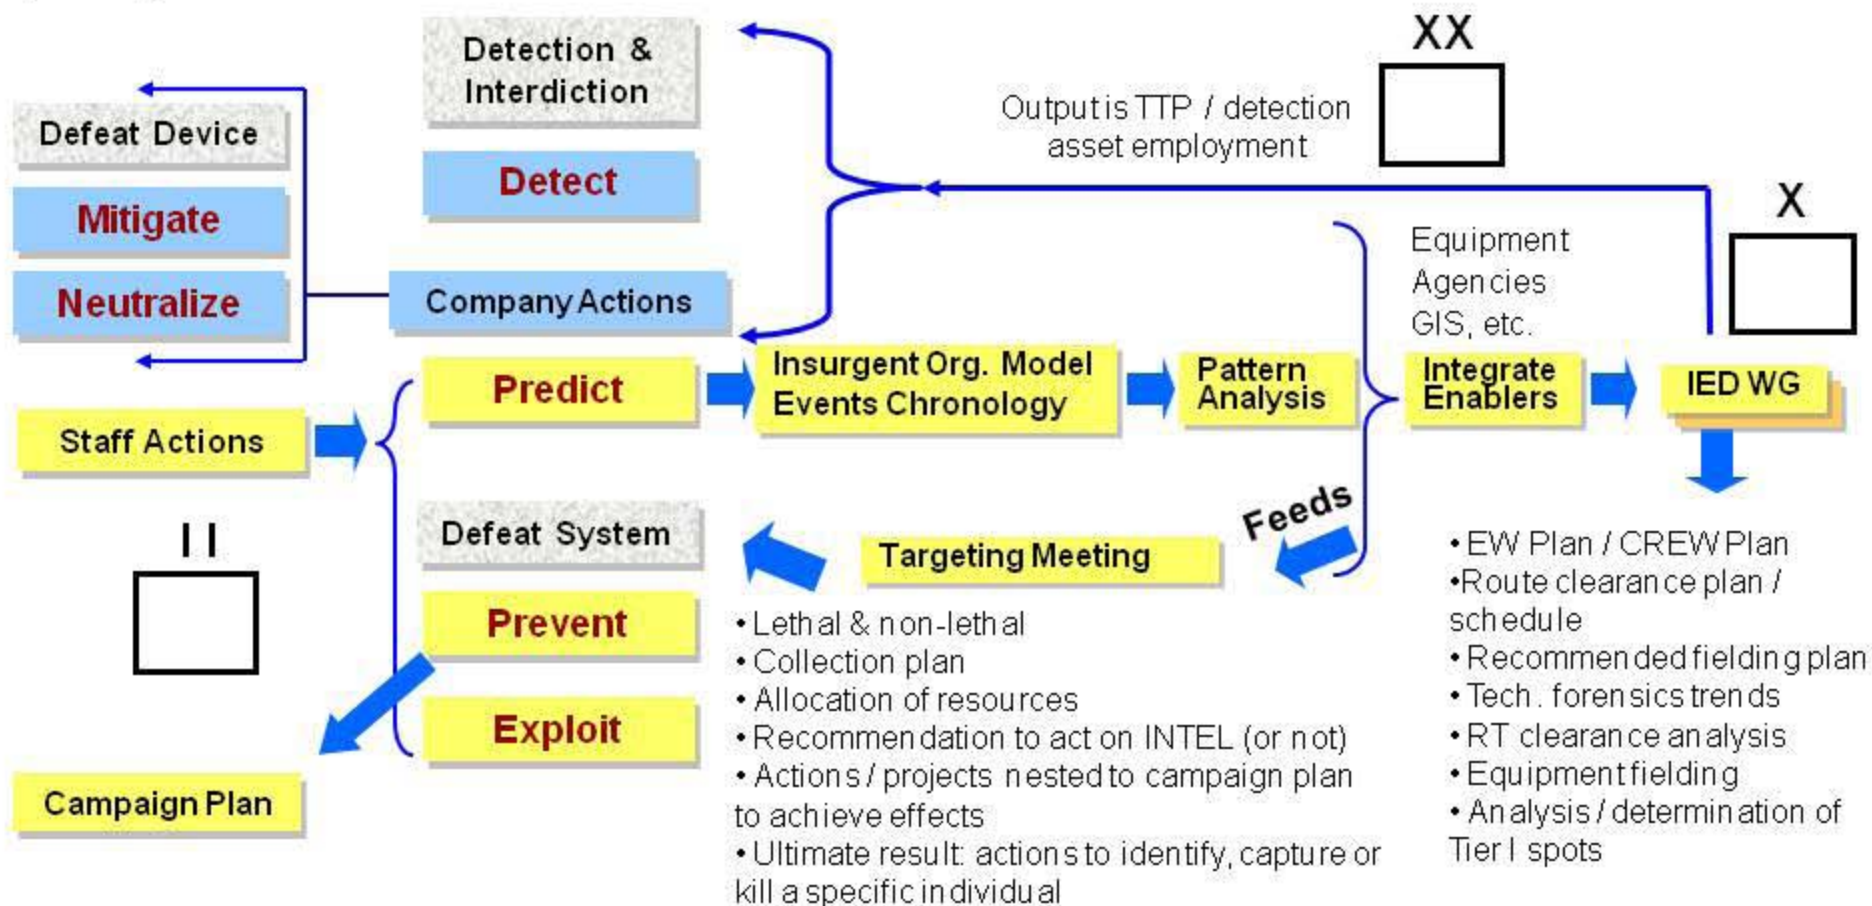 XX
Detection &
Interdiction
Output is TTP / detection
asset employment
Defeat Device
Detect
Mitigate
X
Equipment
Agencies
GIS, etc.
Neutralize
Company Actions
Predict
Insurgent Org. Model
Events Chronology
Pattern
Analysis
Integrate
Enablers
IED WG
Staff Actions
Feeds
Defeat System
Targeting Meeting
II
Prevent
Exploit
Campaign Plan
• Lethal & non-lethal
• Collection plan
• Allocation of resources
• Recommendation to act on INTEL (or not)
• Actions / projects nested to campaign plan
to achieve effects
• Ultimate result: actions to identify, capture or
kill a specific individual
• EW Plan / CREW Plan
•Route clearance plan /
schedule
• Recommended fielding plan
• Tech. forensics trends
• RT clearance analysis
• Equipment fielding
• Analysis / determination of
Tier I spots